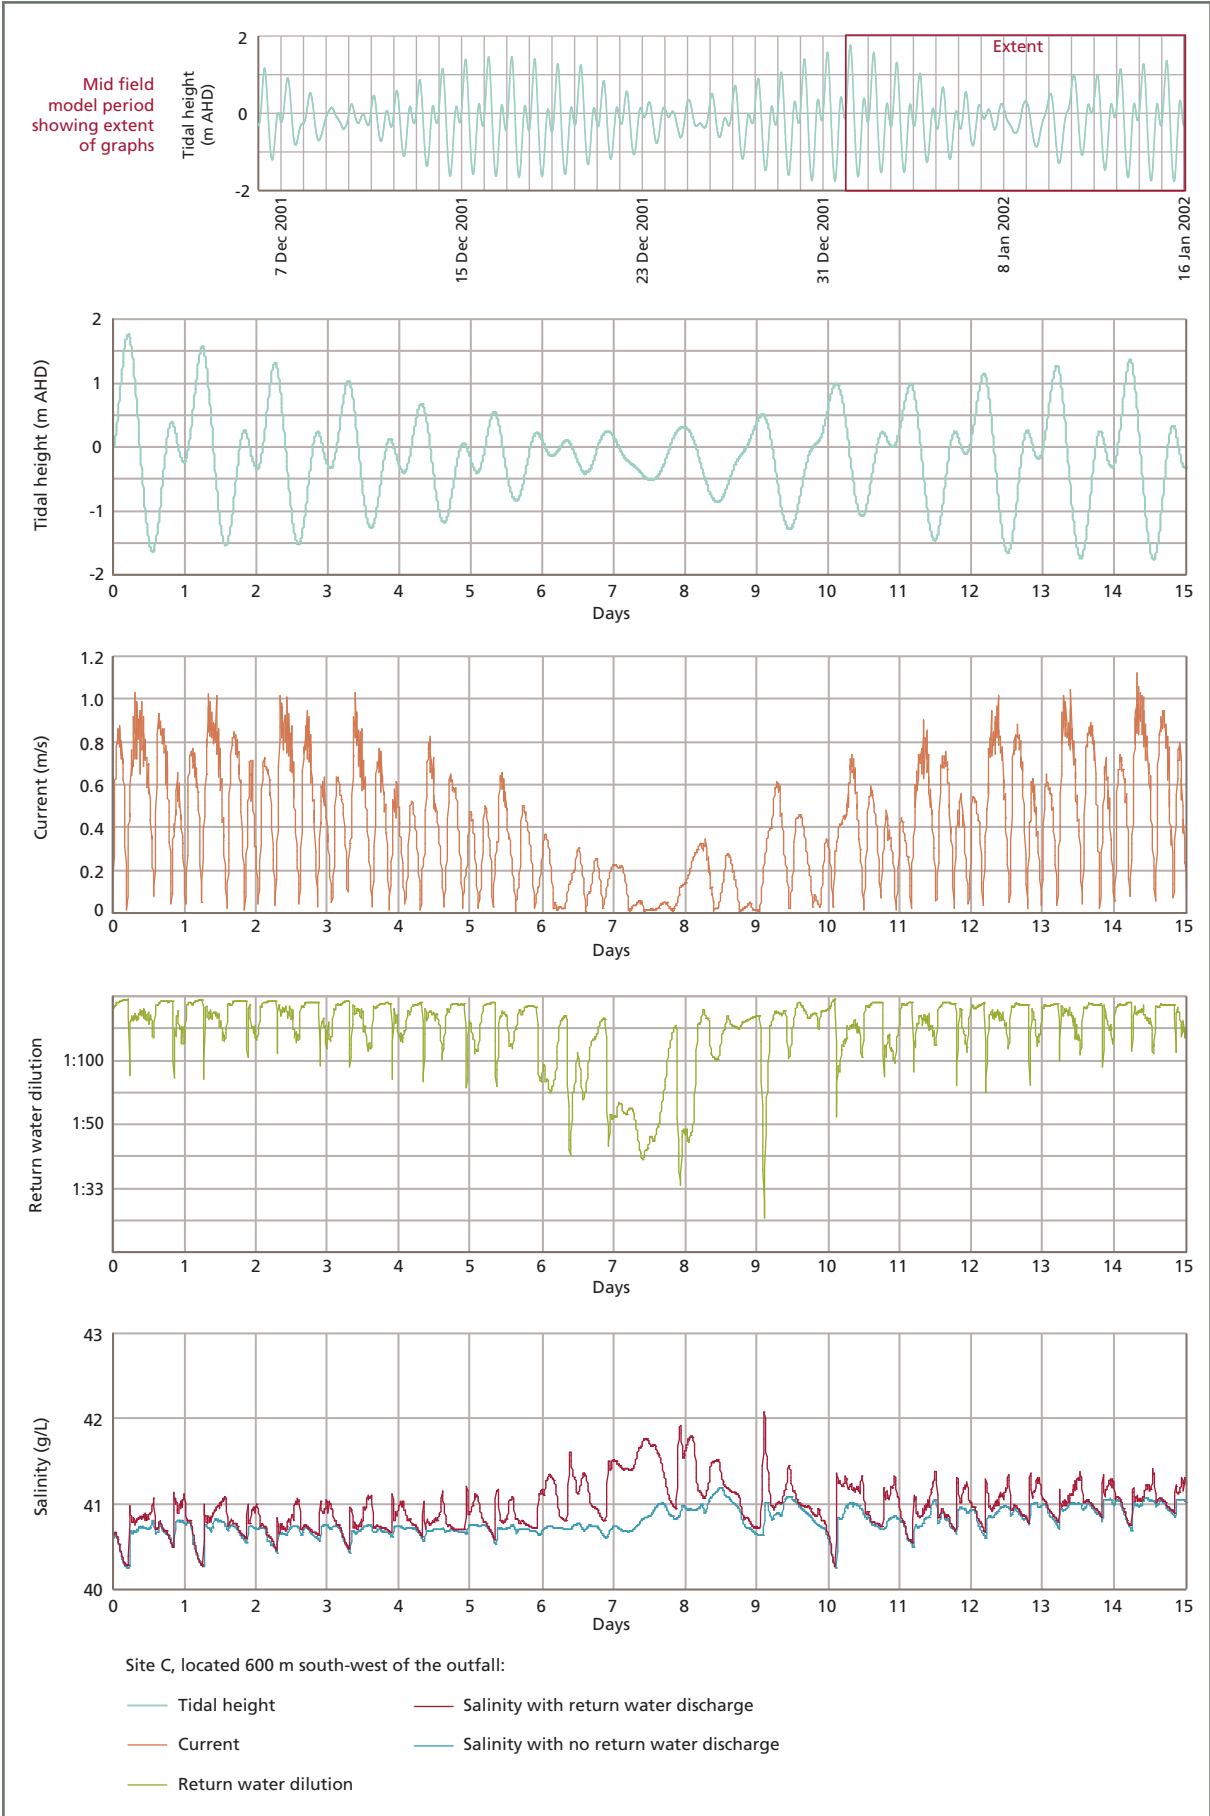 Mid field
model period
showing extent
of graphs
Tidal height
(m AHD)
2
0
-2
Extent
7 Dec 2001
15 Dec 2001
23 Dec 2001
31 Dec 2001
8 Jan 2002
16 Jan 2002
Tidal height (m AHD)
2
1
0
-1
-2
0 1 2 3 4 5 6 7 8 9 10 11 12 13 14 15
Days
Current (m/s)
1.2
1.0
0.8
0.6
0.4
0.2
0
0 1 2 3 4 5 6 7 8 9 10 11 12 13 14 15
Days
Return water dilution
1:100
1:50
1:33
0 1 2 3 4 5 6 7 8 9 10 11 12 13 14 15
Days
Salinity (g/L)
43
42
41
40
0 1 2 3 4 5 6 7 8 9 10 11 12 13 14 15
Days
Site C, located 600 m south-west of the outfall:
Tidal height
Current
Return water dilution
Salinity with return water discharge
Salinity with no return water discharge